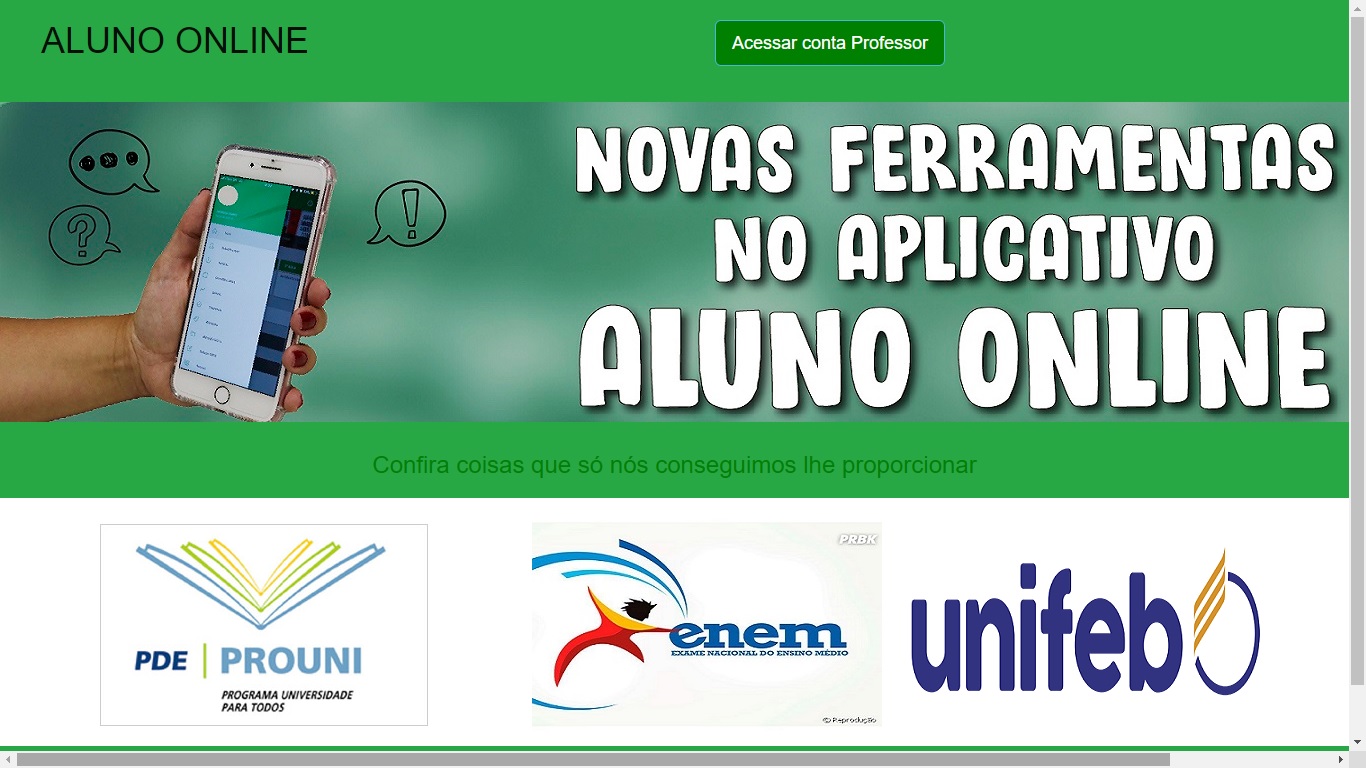 ALUNO ONLINE
Acessar conta Professor
NOVAS FERRAMENTAS
NO APLICATIVO
ALUNO ONLINE
Confira coisas que só nós conseguimos lhe proporcionar
PDE | PROUNI
PROGRAMA UNIVERSIDADE
PARA TODOS
PRBK
enem
EXAME NACIONAL DO ENSINO MÉDIO
© Reprodução
unifeb